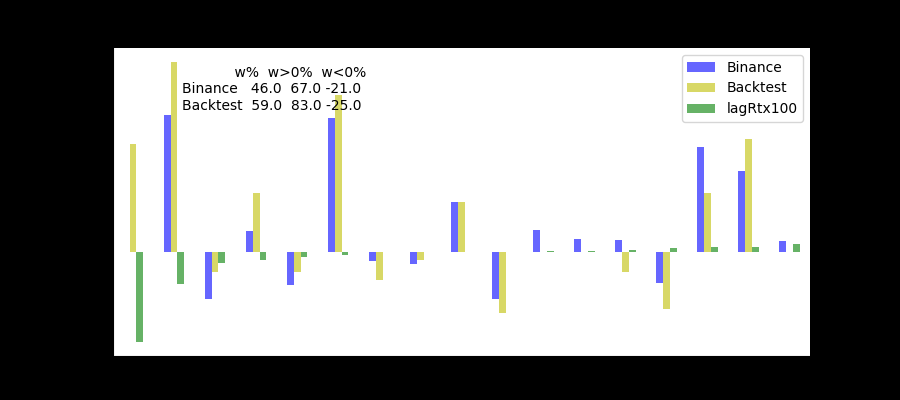 w% w>0% w<0%
Binance 46.0 67.0 -21.0
Backtest 59.0 83.0 -25.0
Binance
Backtest
lagRtx100